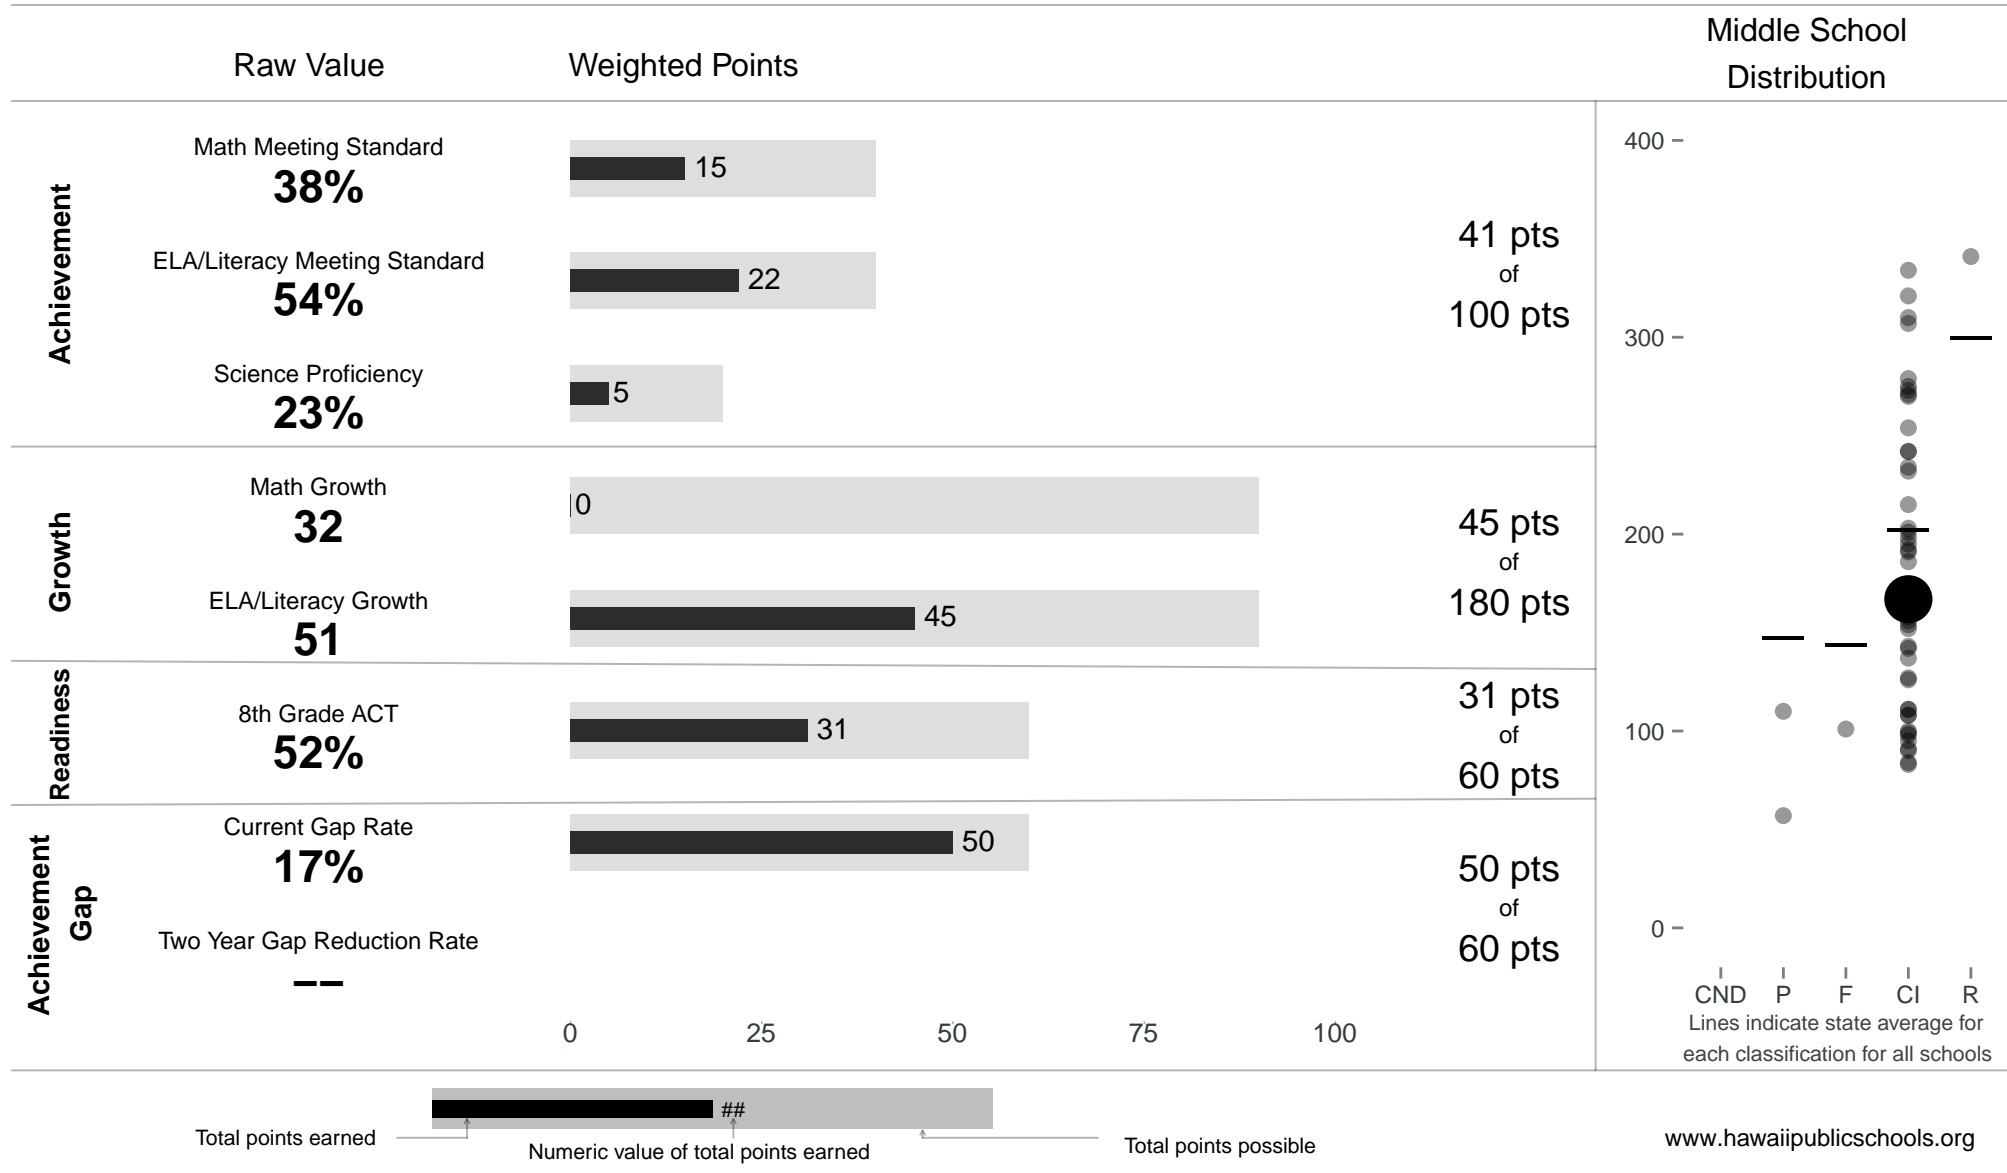 Raw Value
Weighted Points
Middle School
Distribution
Achievement
Math Meeting Standard
38%
15
ELA/Literacy Meeting Standard
54%
22
Science Proficiency
23%
5
41 pts
of
100 pts
Growth
Math Growth
32
0
ELA/Literacy Growth
51
45
45 pts
of
180 pts
Readiness
8th Grade ACT
52%
31
31 pts
of
60 pts
Achievement
Gap
Current Gap Rate
17%
50
Two Year Gap Reduction Rate
––
50 pts
of
60 pts
0 25 50 75 100
400
300
200
100
0
CND P F CI R
Lines indicate state average for
each classification for all schools
##
Total points earned
Numeric value of total points earned
Total points possible
www.hawaiipublicschools.org